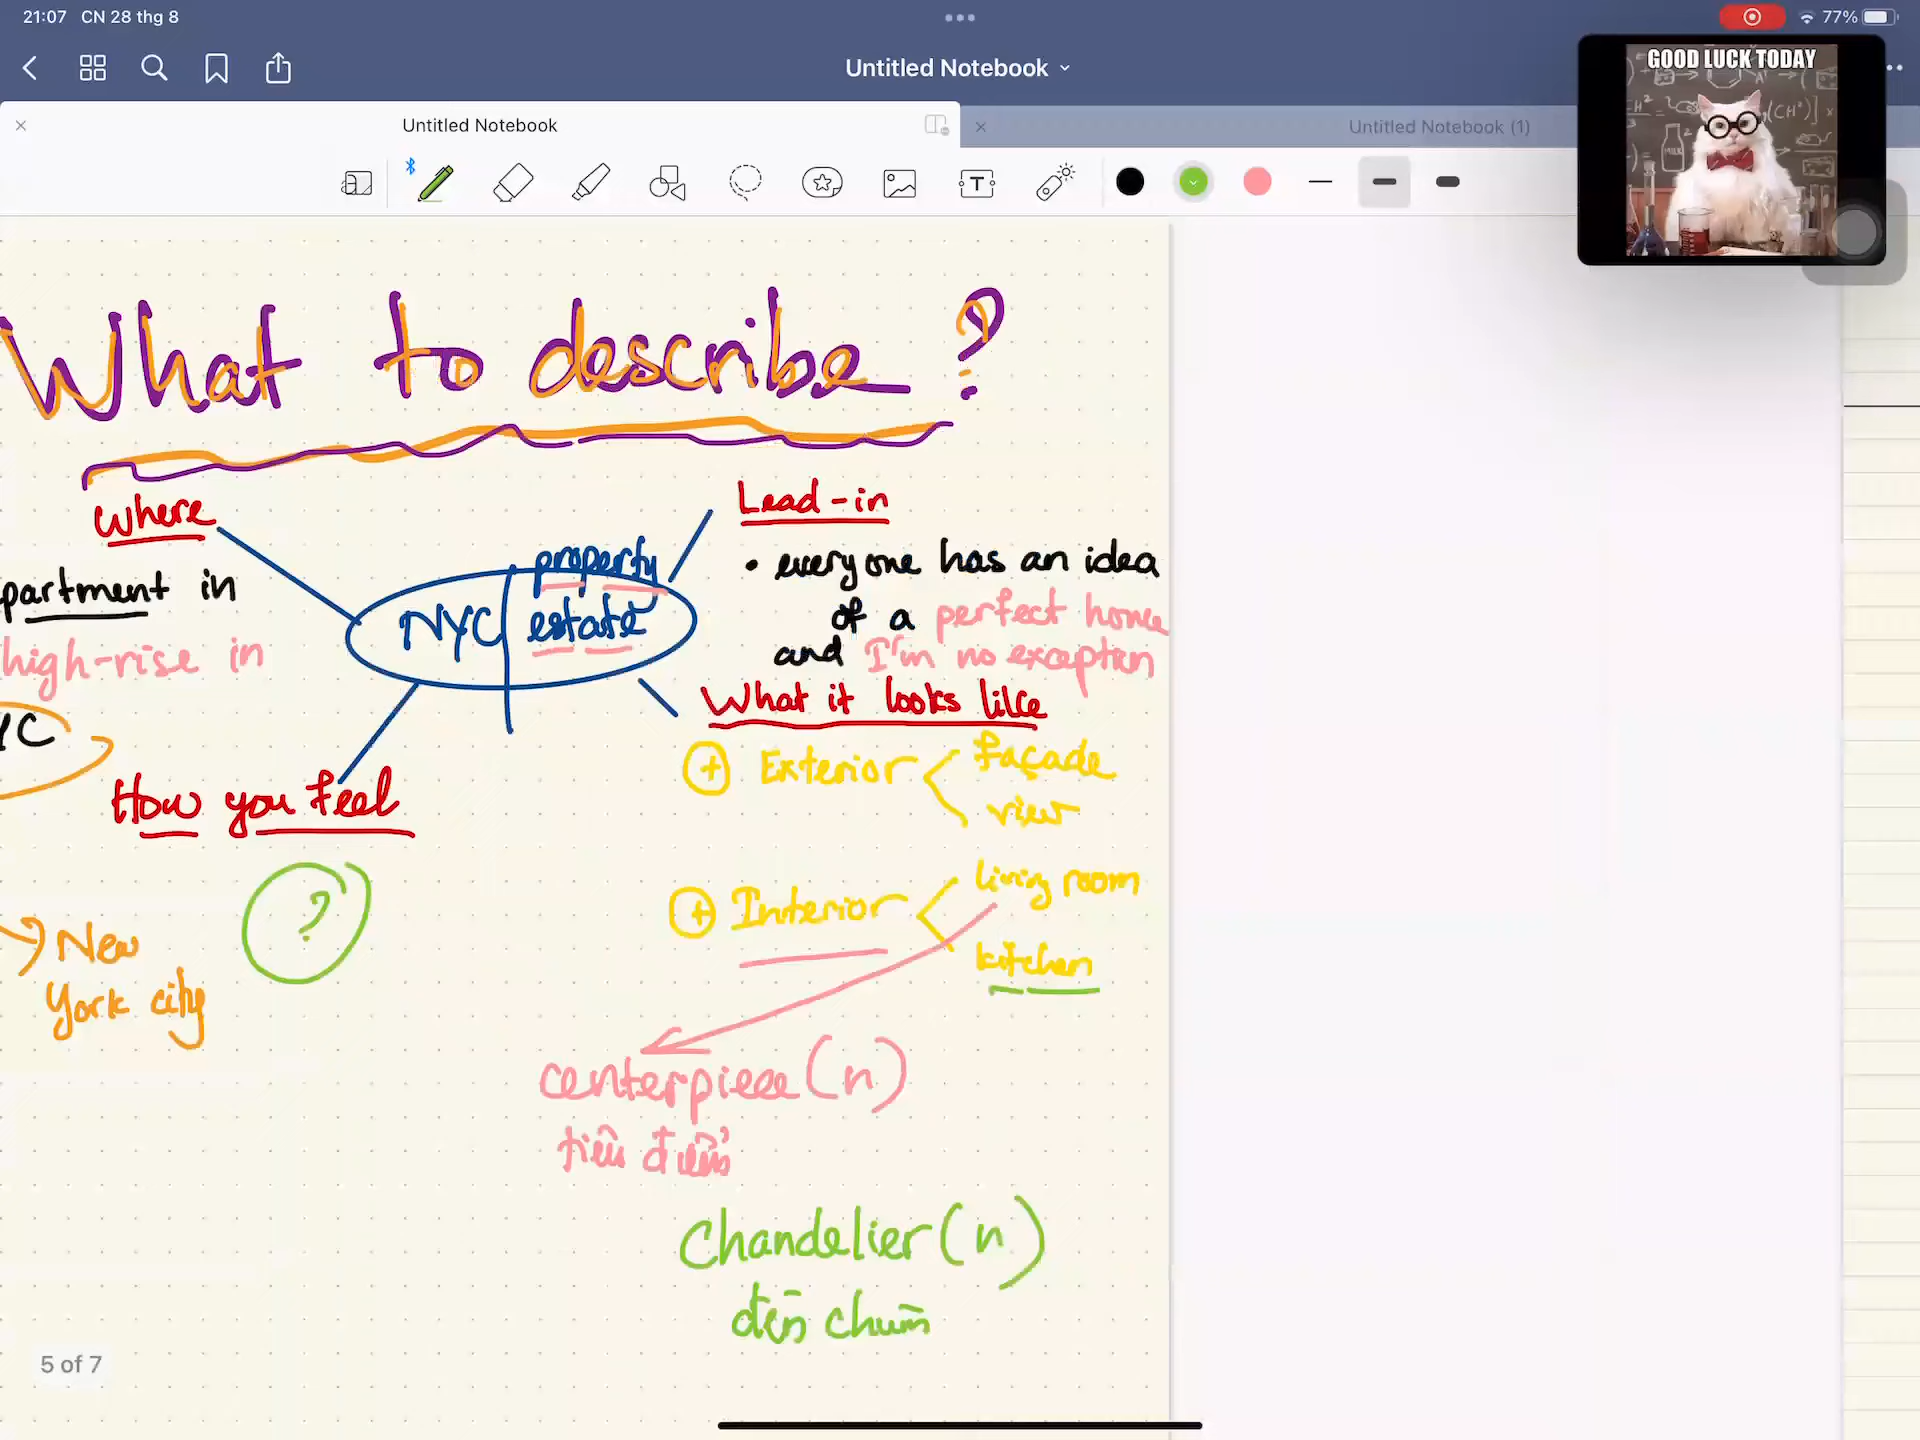 21:07 CN 28 thg 8
77%
Untitled Notebook
GOOD LUCK TODAY
Untitled Notebook
Untitled Notebook (1)
What to describe ?
Where
partment in
high-rise in
YC
New
York city
NYC
property
estate
How you feel
?
Lead-in
• everyone has an idea
of a perfect home
and I'm no exception
What it looks like
+ Exterior
façade
view
+ Interior
living room
kitchen
centerpiece (n)
tiêu điểm
Chandelier (n)
đèn chùm
5 of 7